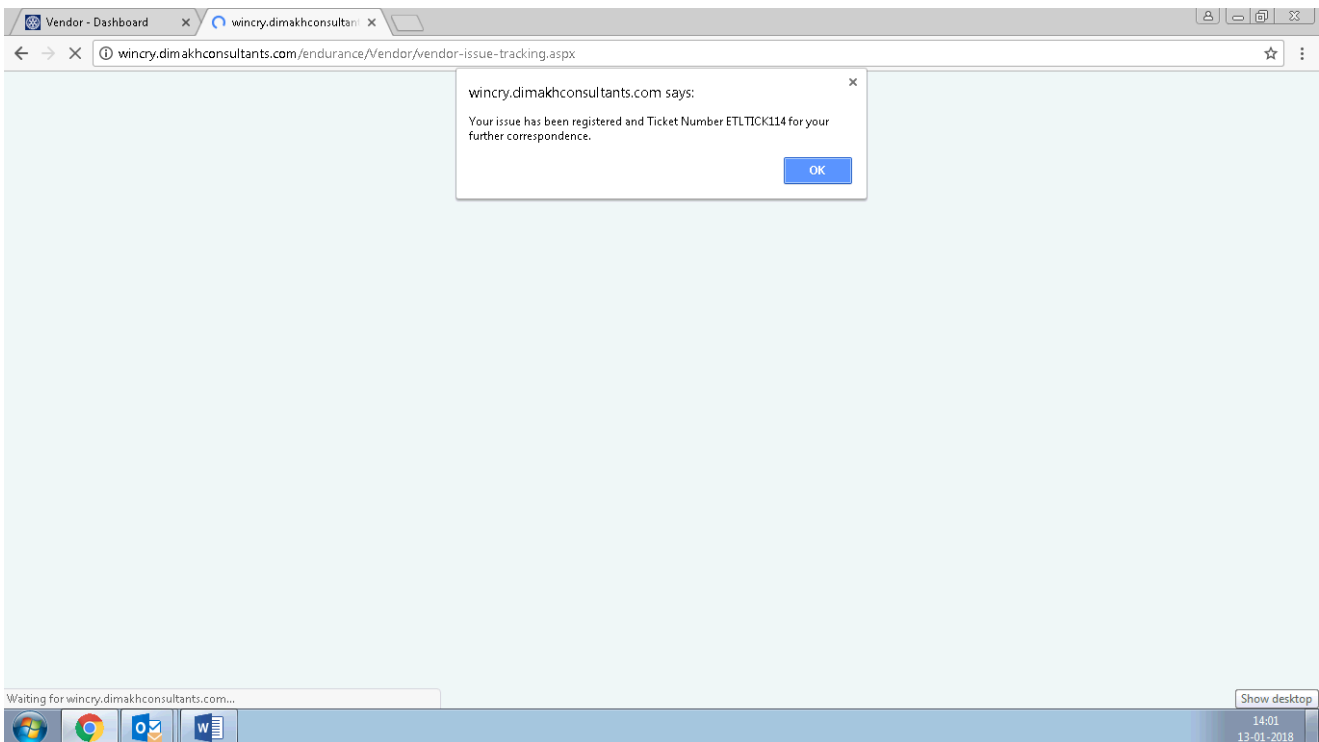 Vendor - Dashboard
wincry.dimakhconsultan
wincry.dimakhconsultants.com/endurance/Vendor/vendor-issue-tracking.aspx
wincry.dimakhconsultants.com says:
Your issue has been registered and Ticket Number ETLTICK114 for your
further correspondence.
OK
Waiting for wincry.dimakhconsultants.com...
Show desktop
14:01
13-01-2018